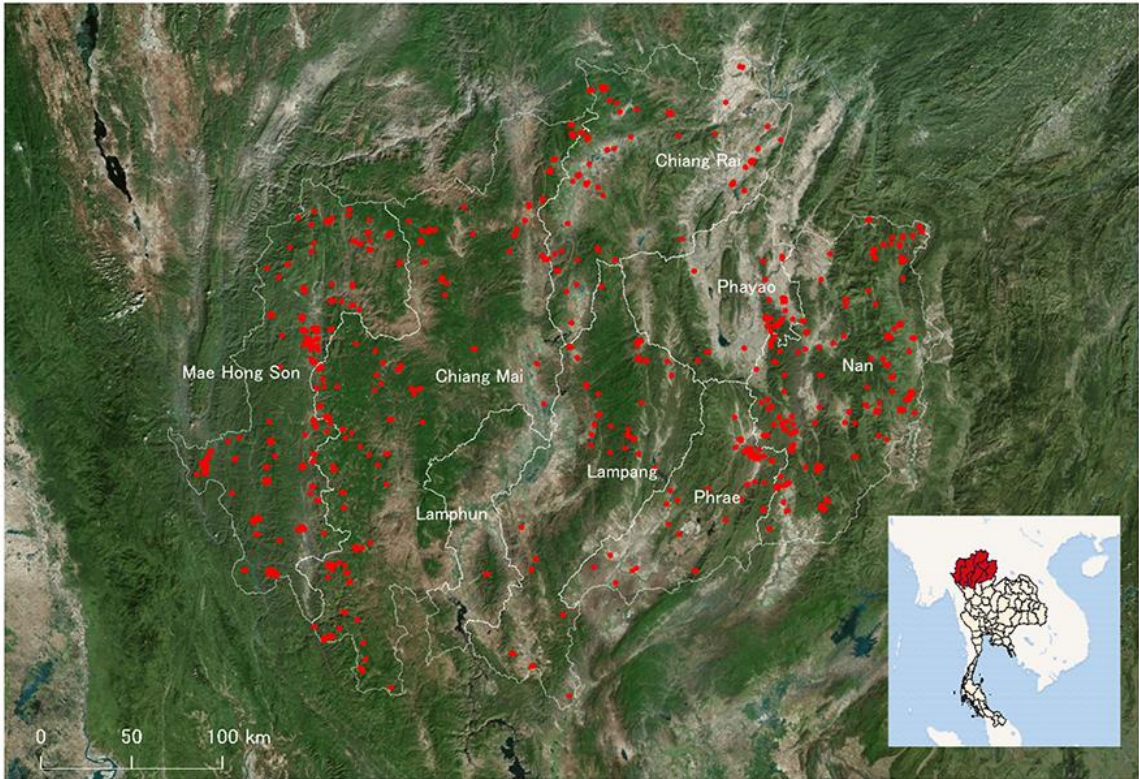 Chiang Rai
Phayao
Mae Hong Son
Chiang Mai
Nan
Lampang
Phrae
Lamphun
0 50 100 km